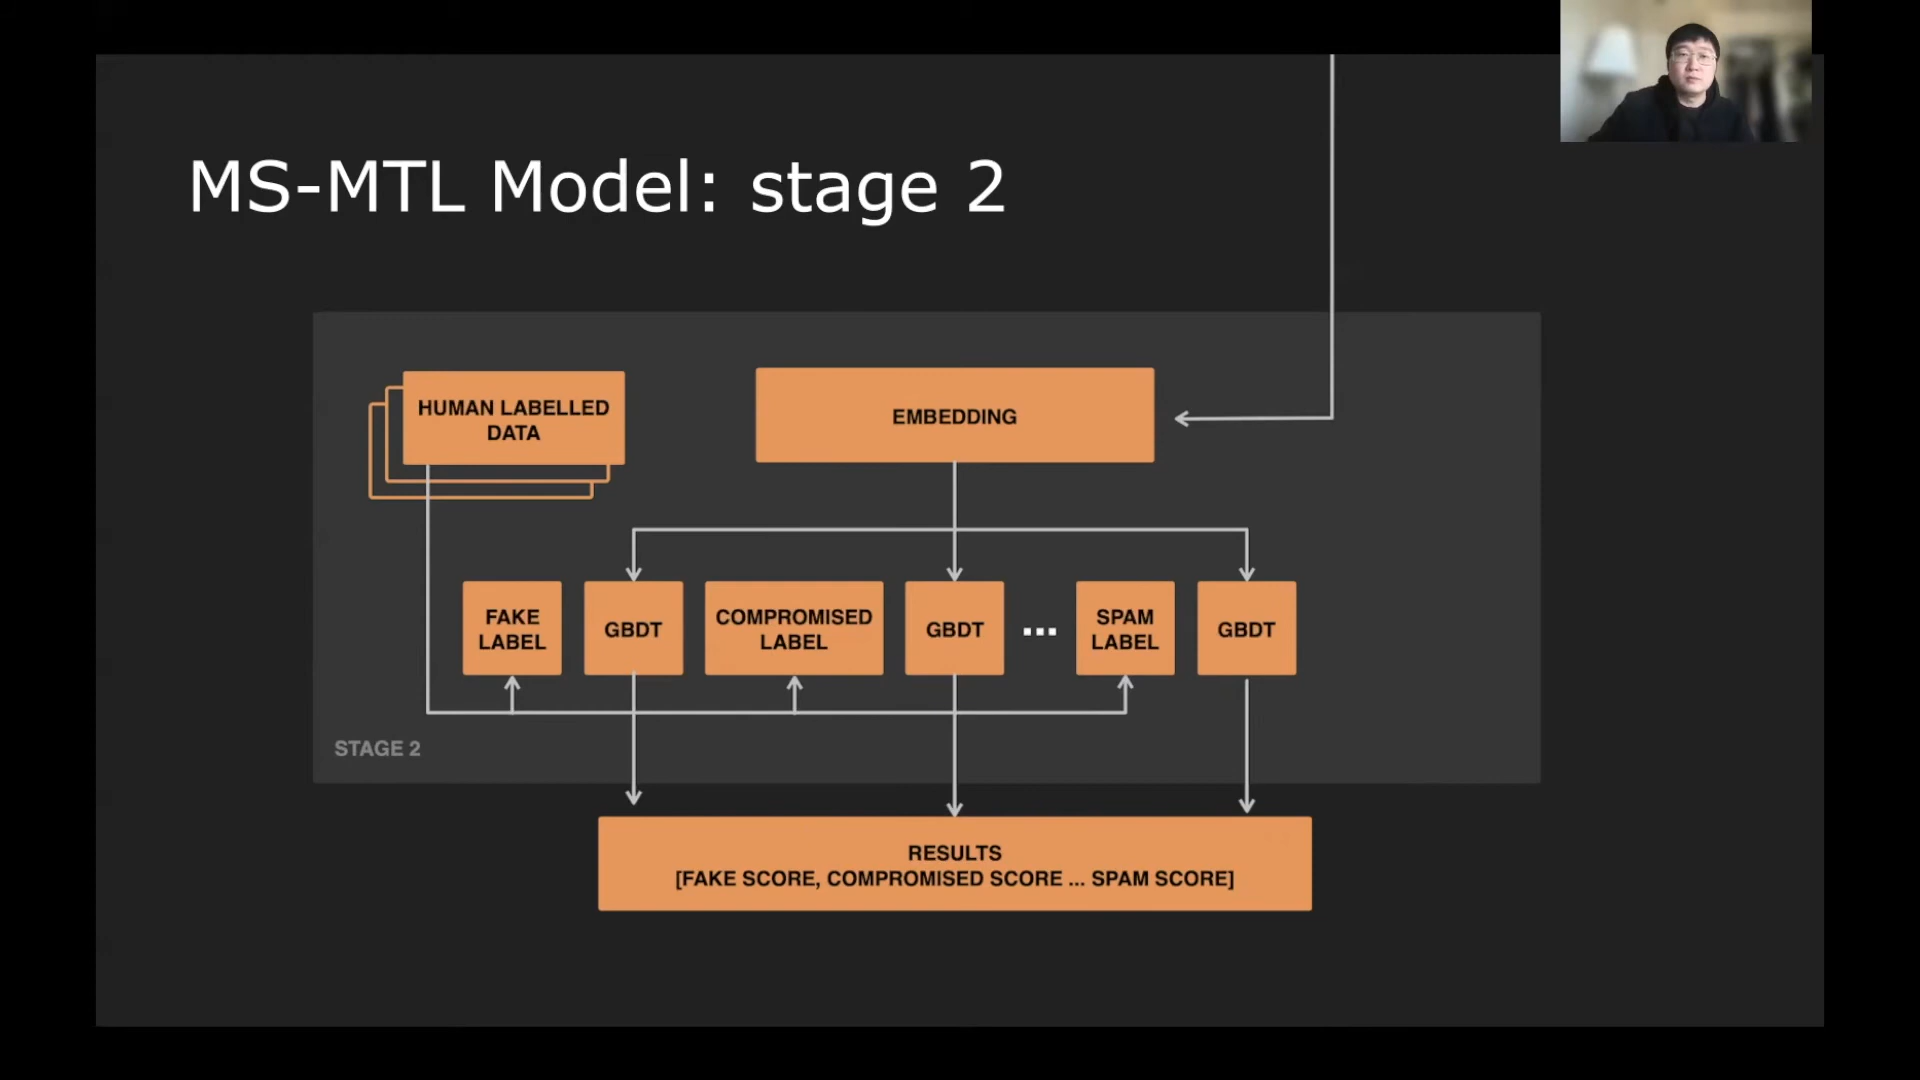 MS-MTL Model: stage 2
HUMAN LABELLED
DATA
EMBEDDING
FAKE
LABEL
GBDT
COMPROMISED
LABEL
GBDT
...
SPAM
LABEL
GBDT
STAGE 2
RESULTS
[FAKE SCORE, COMPROMISED SCORE ... SPAM SCORE]